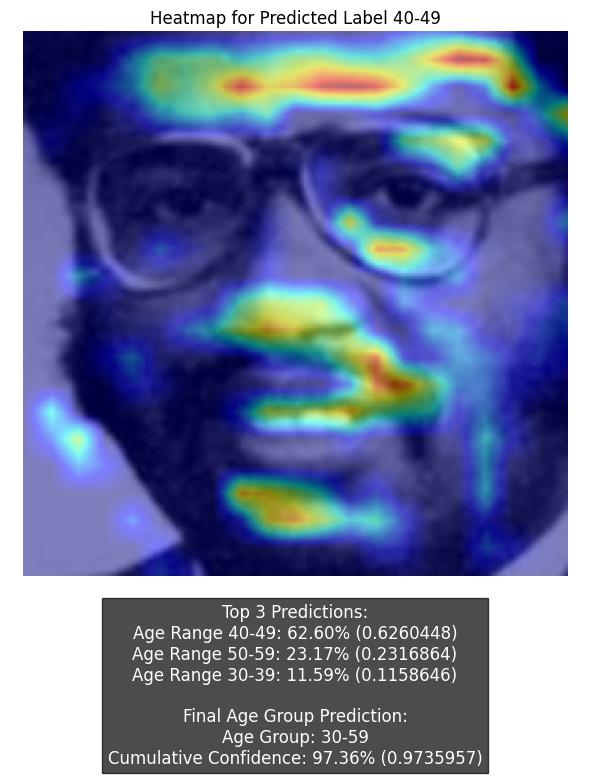 Heatmap for Predicted Label 40-49
Top 3 Predictions:
Age Range 40-49: 62.60% (0.6260448)
Age Range 50-59: 23.17% (0.2316864)
Age Range 30-39: 11.59% (0.1158646)
Final Age Group Prediction:
Age Group: 30-59
Cumulative Confidence: 97.36% (0.9735957)